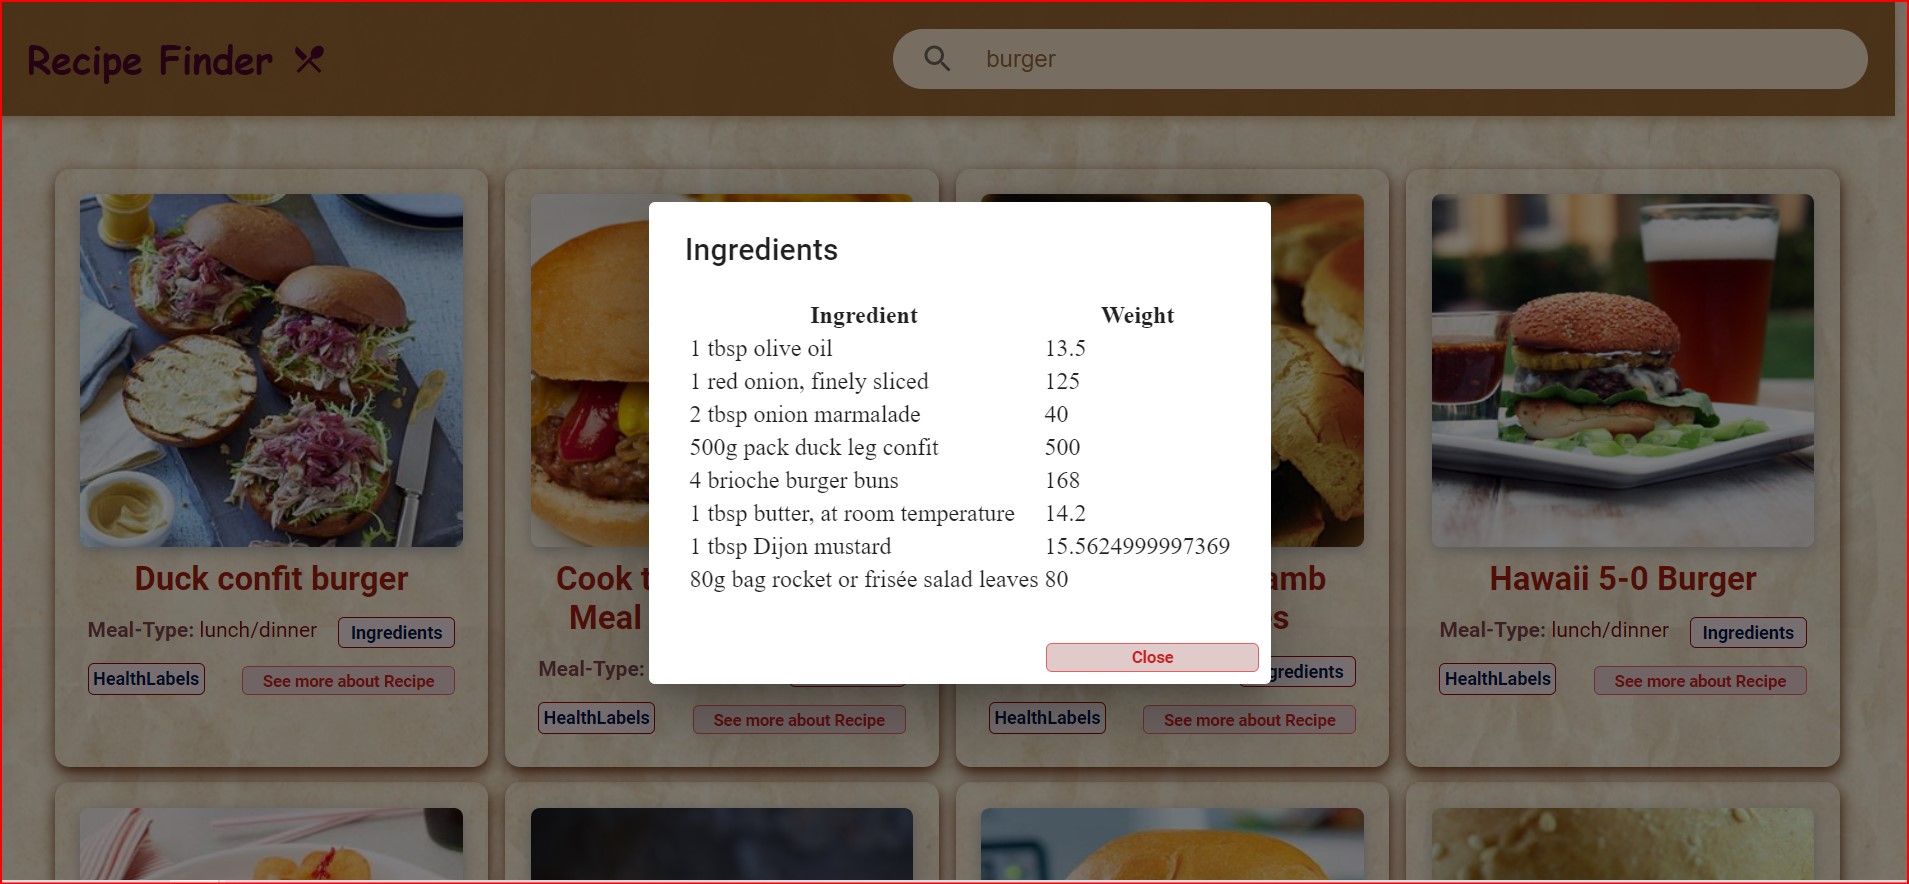 Recipe Finder
burger
Ingredients
Ingredient Weight
1 tbsp olive oil 13.5
1 red onion, finely sliced 125
2 tbsp onion marmalade 40
500g pack duck leg confit 500
4 brioche burger buns 168
1 tbsp butter, at room temperature 14.2
1 tbsp Dijon mustard 15.5624999997369
80g bag rocket or frisée salad leaves 80
Close
Duck confit burger
Meal-Type: lunch/dinner Ingredients
HealthLabels See more about Recipe
Cook
Meal
Meal-Type:
HealthLabels See more about Recipe
HealthLabels See more about Recipe
Hawaii 5-0 Burger
Meal-Type: lunch/dinner Ingredients
HealthLabels See more about Recipe